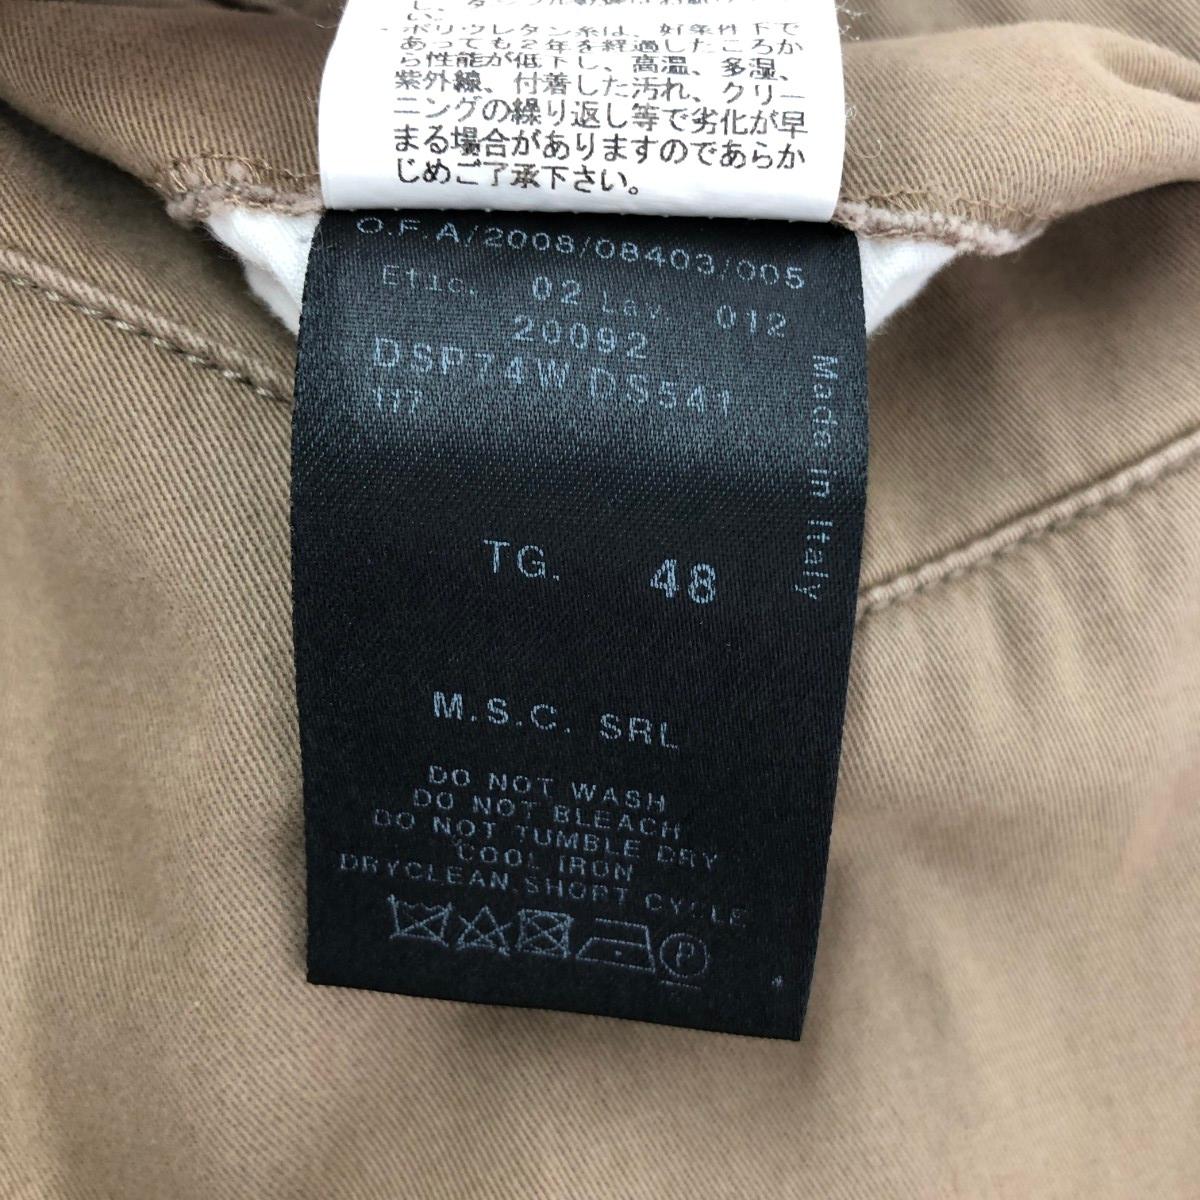 い。
・ポリウレタン糸は、好条件下で
あっても2年を経過したころか
ら性能が低下し、高温、多湿、
紫外線、付着した汚れ、クリー
ニングの繰り返し等で劣化が早
まる場合がありますのであらか
じめご了承下さい。
O.F.A/2008/08403/005
Etic. 02 Lav. 012
20092
DSP74W/DS541
117
Made in Italy
TG. 48
M.S.C. SRL
DO NOT WASH
DO NOT BLEACH
DO NOT TUMBLE DRY
COOL IRON
DRYCLEAN SHORT CYCLE
P